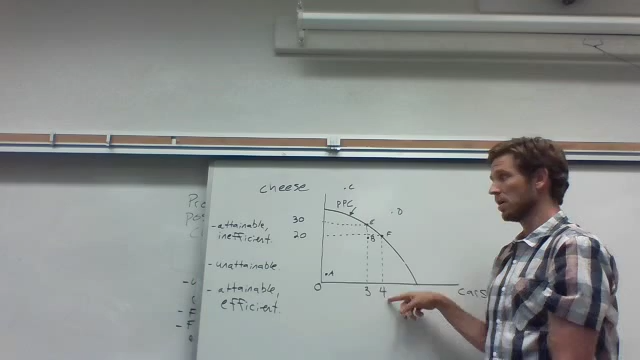 cheese
.C
PPC
.D
- attainable,
inefficient.
30
E
20
B
F
- unattainable
A
- attainable,
efficient.
0
3
4
cars